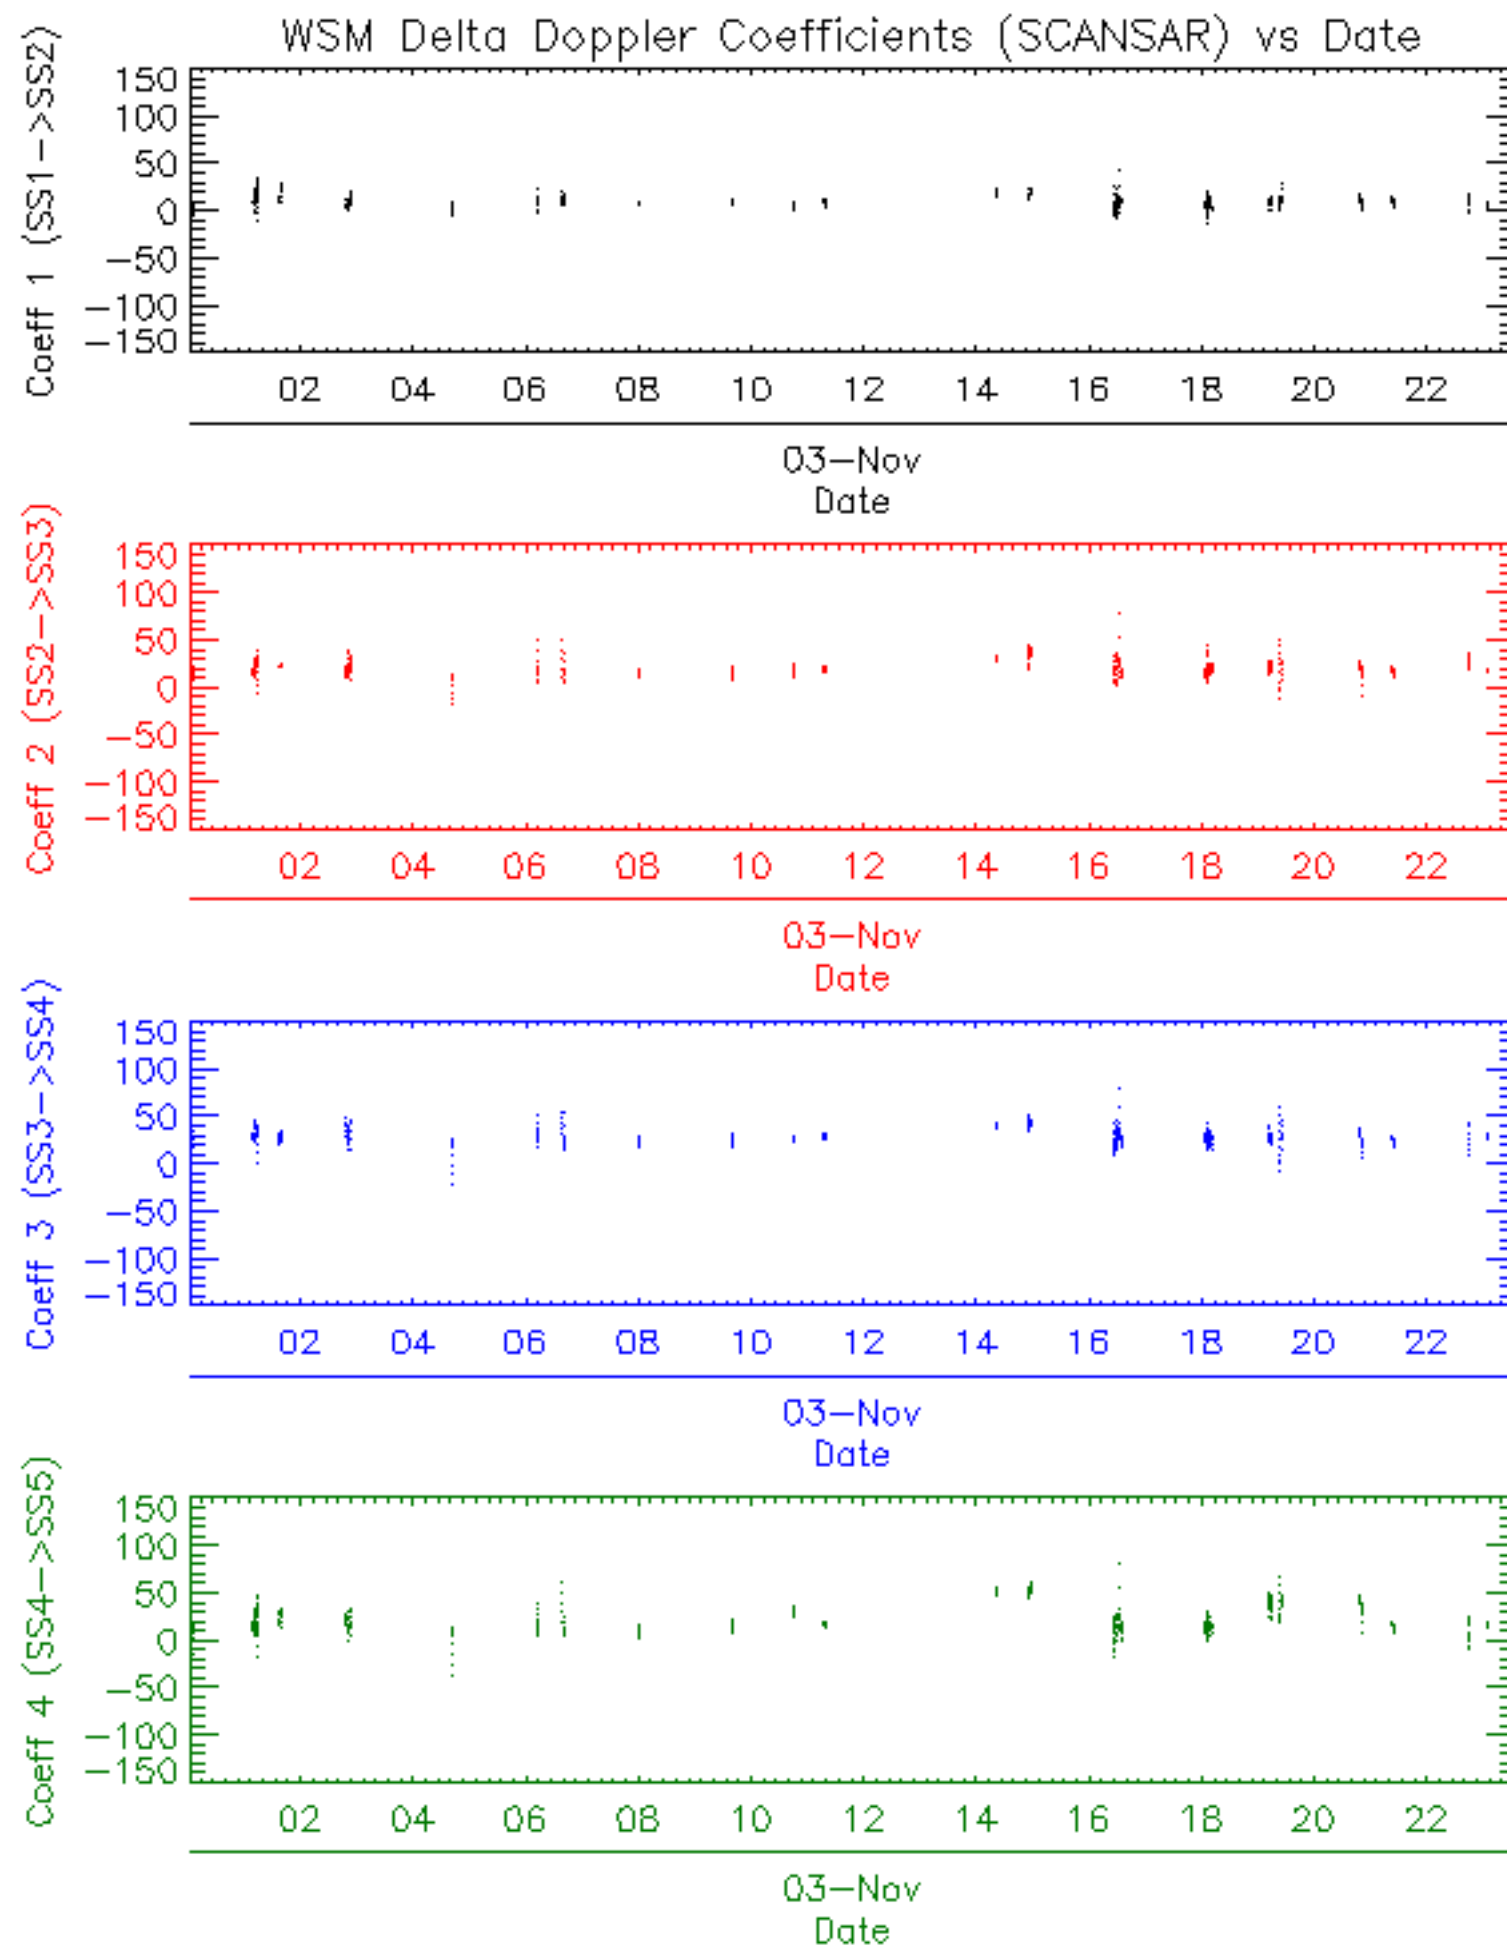 WSM Delta Doppler Coefficients (SCANSAR) vs Date
Coeff 1 (SS1->SS2)
150
100
50
0
-50
-100
-150
02 04 06 08 10 12 14 16 18 20 22
03-Nov
Date
Coeff 2 (SS2->SS3)
150
100
50
0
-50
-100
-150
02 04 06 08 10 12 14 16 18 20 22
03-Nov
Date
Coeff 3 (SS3->SS4)
150
100
50
0
-50
-100
-150
02 04 06 08 10 12 14 16 18 20 22
03-Nov
Date
Coeff 4 (SS4->SS5)
150
100
50
0
-50
-100
-150
02 04 06 08 10 12 14 16 18 20 22
03-Nov
Date